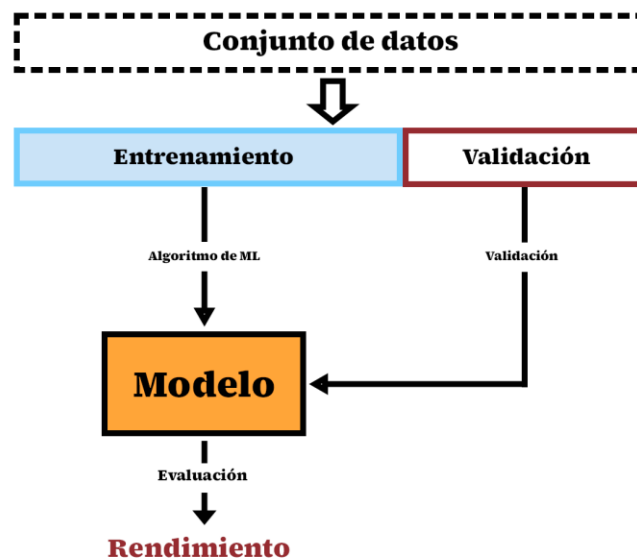 Conjunto de datos
Entrenamiento
Validación
Algoritmo de ML
Validación
Modelo
Evaluación
Rendimiento